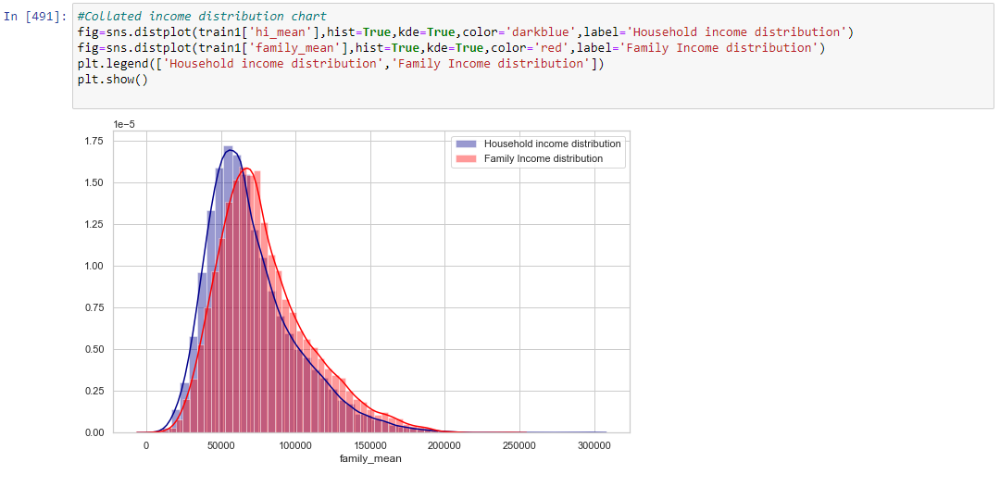 In [491]:
#Collated income distribution chart
fig=sns.distplot(train1['hi_mean'],hist=True,kde=True,color='darkblue',label='Household income distribution')
fig=sns.distplot(train1['family_mean'],hist=True,kde=True,color='red',label='Family Income distribution')
plt.legend(['Household income distribution','Family Income distribution'])
plt.show()
1e−5
Household income distribution
Family Income distribution
1.75
1.50
1.25
1.00
0.75
0.50
0.25
0.00
0 50000 100000 150000 200000 250000 300000
family_mean